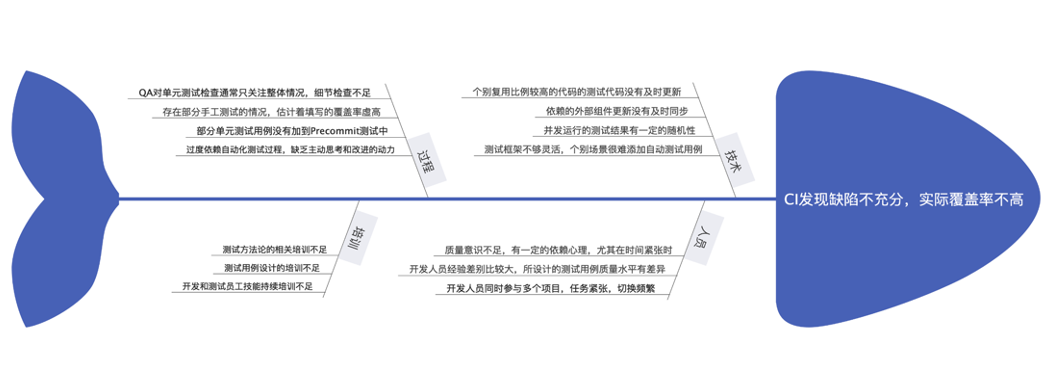 QA对单元测试检查通常只关注整体情况，细节检查不足
存在部分手工测试的情况，估计着填写的覆盖率虚高
部分单元测试用例没有加到Precommit测试中
过度依赖自动化测试过程，缺乏主动思考和改进的动力
过程
个别复用比例较高的代码的测试代码没有及时更新
依赖的外部组件更新没有及时同步
并发运行的测试结果有一定的随机性
测试框架不够灵活，个别场景很难添加自动测试用例
技术
CI发现缺陷不充分，实际覆盖率不高
培训
测试方法论的相关培训不足
测试用例设计的培训不足
开发和测试员工技能持续培训不足
人员
质量意识不足，有一定的依赖心理，尤其在时间紧张时
开发人员经验差别比较大，所设计的测试用例质量水平有差异
开发人员同时参与多个项目，任务紧张，切换频繁